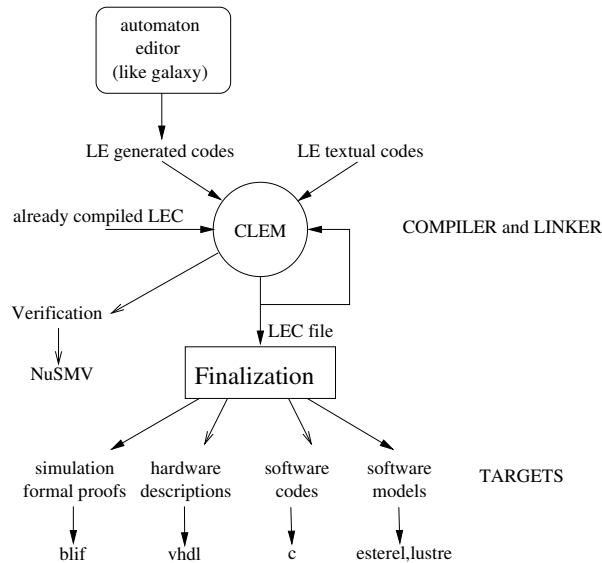 automaton
editor
(like galaxy)
LE generated codes
LE textual codes
already compiled LEC
CLEM
COMPILER and LINKER
Verification
LEC file
NuSMV
Finalization
simulation
formal proofs
hardware
descriptions
software
codes
software
models
TARGETS
blif
vhdl
c
esterel,lustre